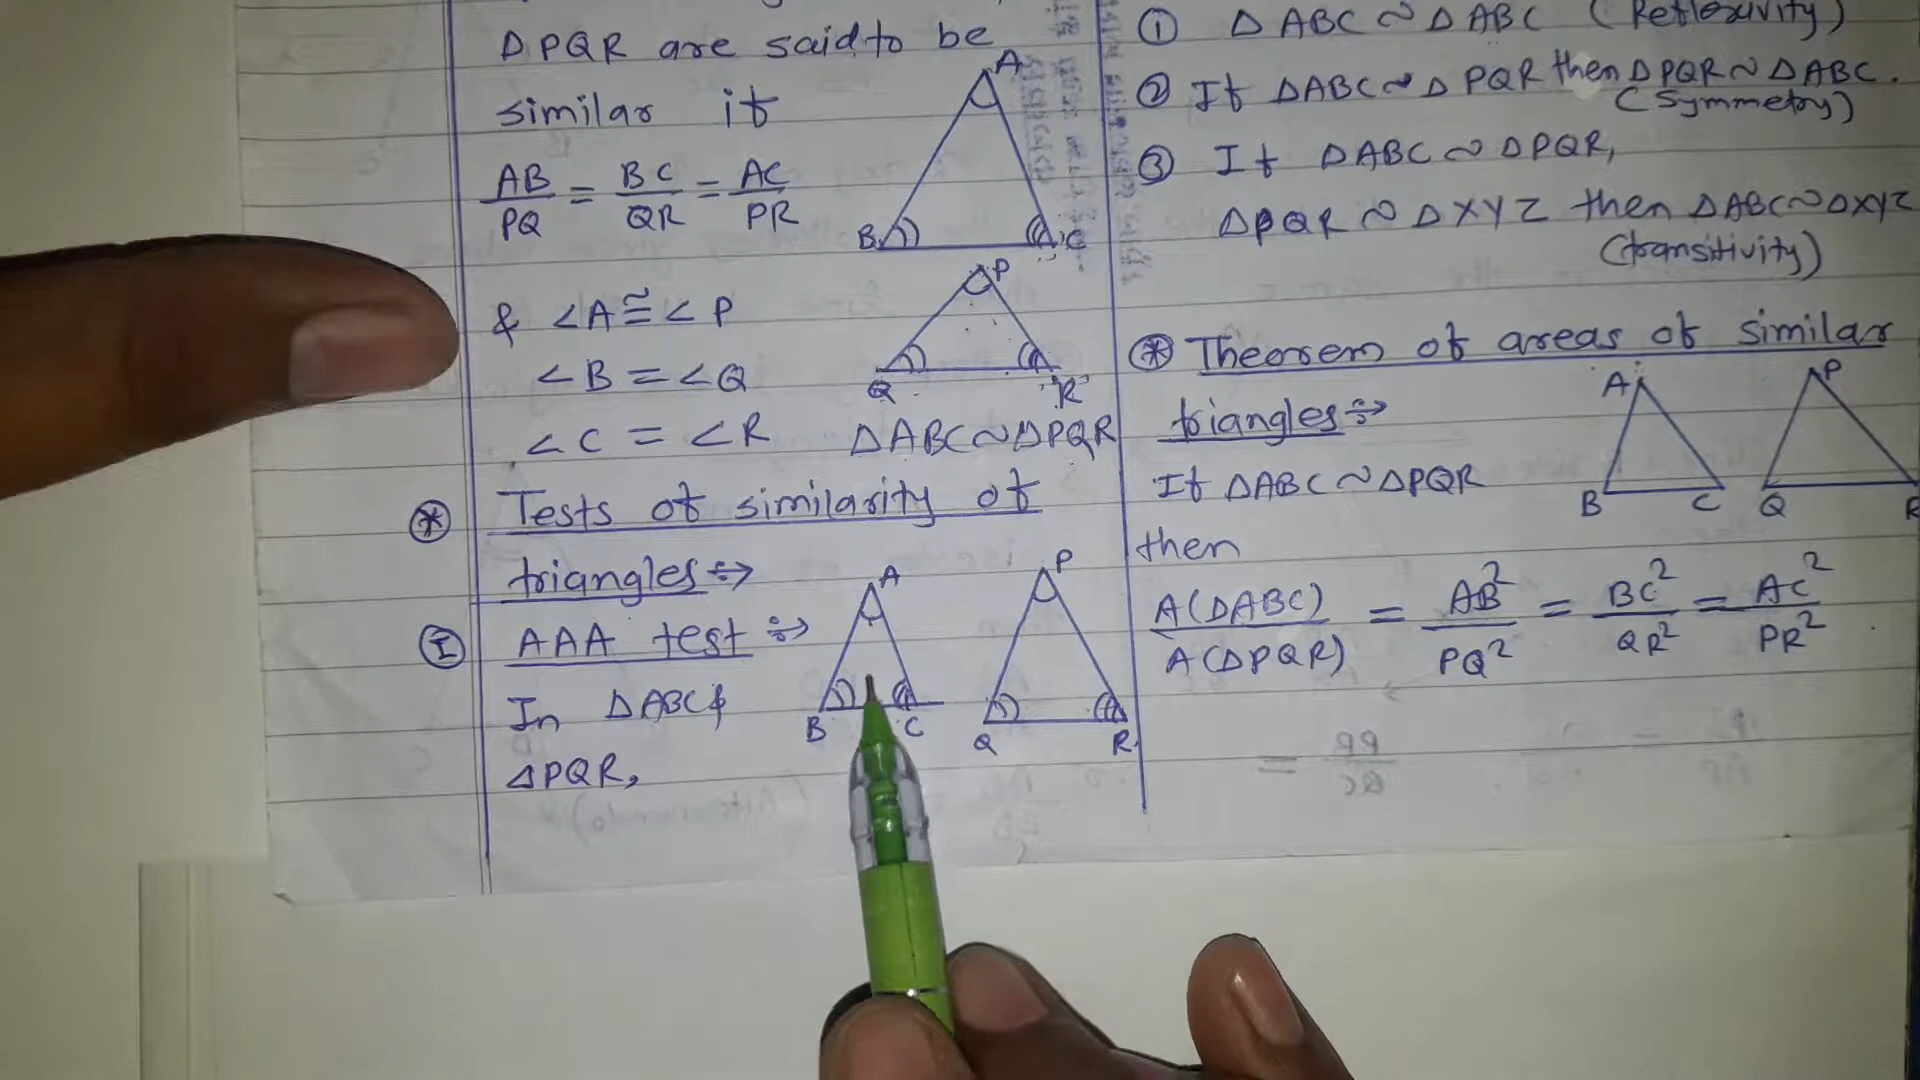 ΔPQR are said to be
similar if
AB/PQ = BC/QR = AC/PR
A
B
C
& ∠A ≅ ∠P
∠B = ∠Q
∠C = ∠R
P
Q
R
ΔABC ~ ΔPQR
* Tests of similarity of
triangles ÷→
I AAA test ÷→
In ΔABC &
ΔPQR,
A
B
C
P
Q
R
① ΔABC ~ ΔABC (Reflexivity)
② If ΔABC ~ ΔPQR then ΔPQR ~ ΔABC.
(Symmetry)
③ If ΔABC ~ ΔPQR,
ΔPQR ~ ΔXYZ then ΔABC ~ ΔXYZ
(transitivity)
* Theorem of areas of similar
triangles ÷→
A
B
C
P
Q
R
If ΔABC ~ ΔPQR
then
A(ΔABC)/A(ΔPQR) = AB²/PQ² = BC²/QR² = AC²/PR²